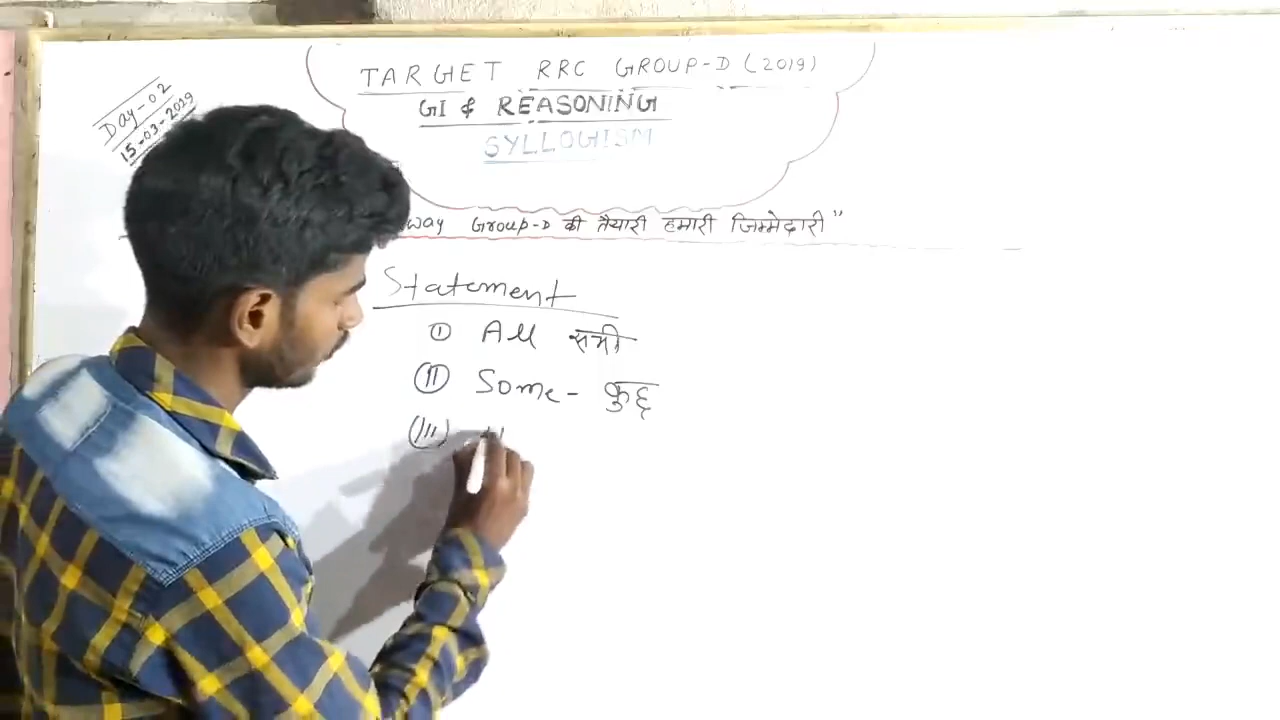 TARGET RRC GROUP-D (2019)
GI & REASONING
SYLLOGISM
Day-02
15-03-2019
way Group-D की तैयारी हमारी जिम्मेदारी"
Statement
(I) All सभी
(II) Some - कुछ
(III)